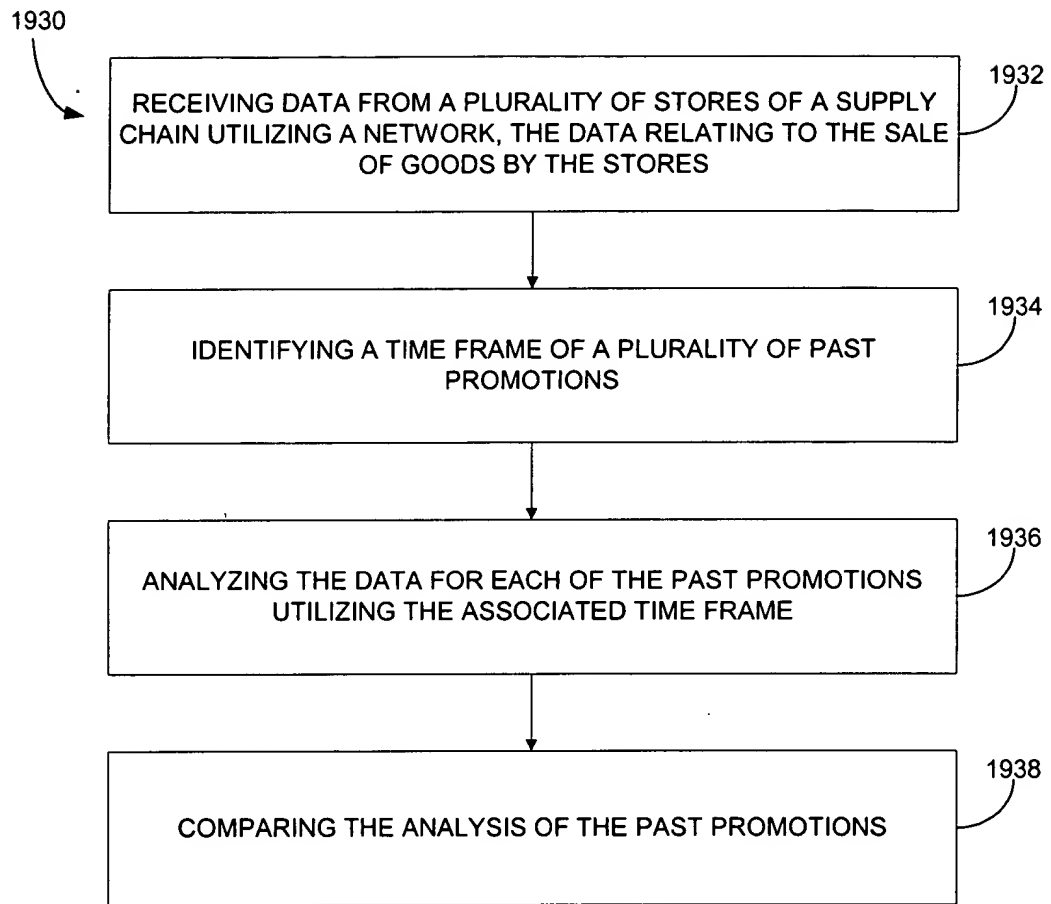 1930
1932
RECEIVING DATA FROM A PLURALITY OF STORES OF A SUPPLY
CHAIN UTILIZING A NETWORK, THE DATA RELATING TO THE SALE
OF GOODS BY THE STORES
1934
IDENTIFYING A TIME FRAME OF A PLURALITY OF PAST
PROMOTIONS
1936
ANALYZING THE DATA FOR EACH OF THE PAST PROMOTIONS
UTILIZING THE ASSOCIATED TIME FRAME
1938
COMPARING THE ANALYSIS OF THE PAST PROMOTIONS